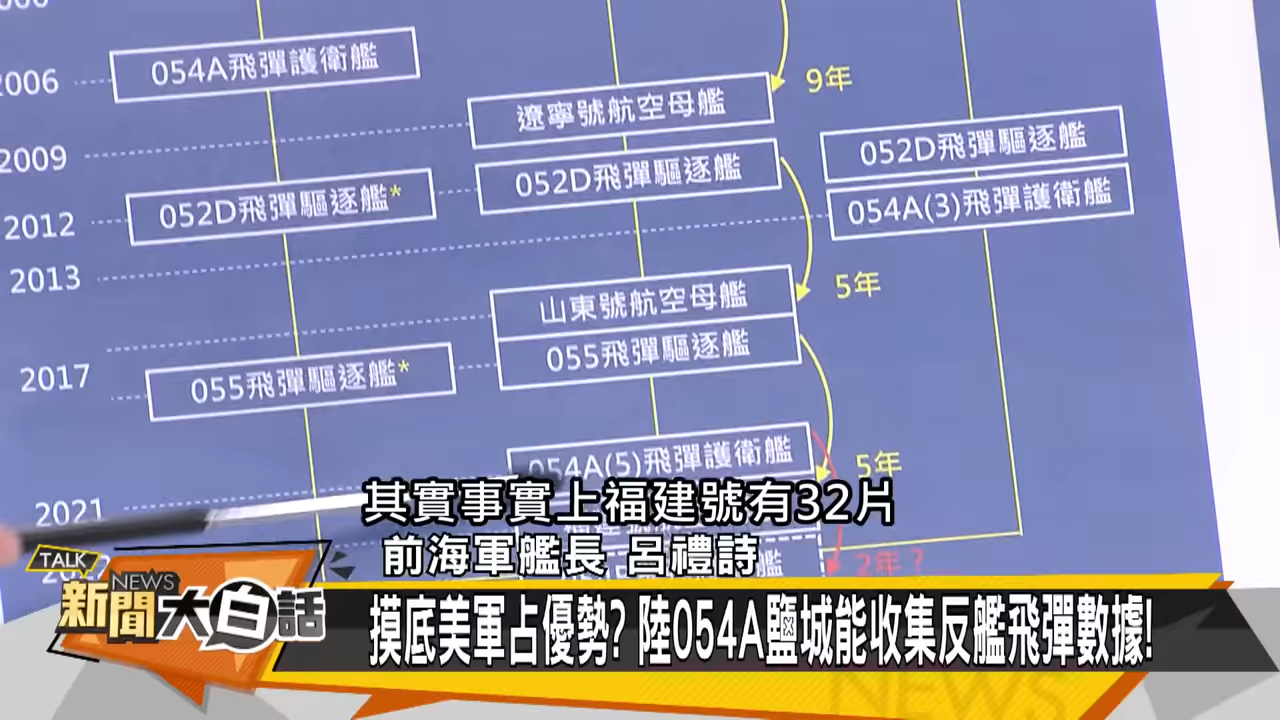 2006
054A飛彈護衛艦
9年
遼寧號航空母艦
2009
052D飛彈驅逐艦
052D飛彈驅逐艦
2012
052D飛彈驅逐艦*
054A(3)飛彈護衛艦
2013
5年
山東號航空母艦
2017
055飛彈驅逐艦
055飛彈驅逐艦*
054A(5)飛彈護衛艦
5年
2021
其實事實上福建號有32片
前海軍艦長 呂禮詩
2年?
TALK
NEWS
新聞大白話
摸底美軍占優勢? 陸054A鹽城能收集反艦飛彈數據!
NEWS